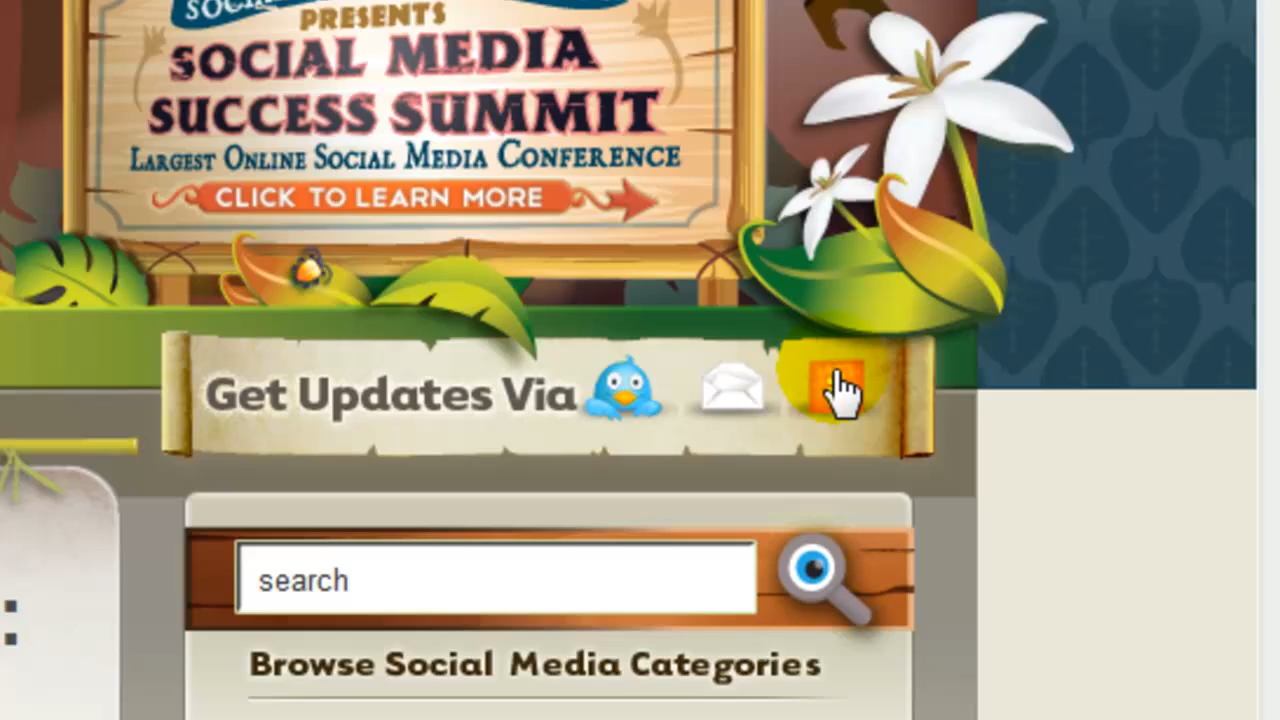 SOCIAL
PRESENTS
SOCIAL MEDIA
SUCCESS SUMMIT
LARGEST ONLINE SOCIAL MEDIA CONFERENCE
CLICK TO LEARN MORE
Get Updates Via
search
Browse Social Media Categories